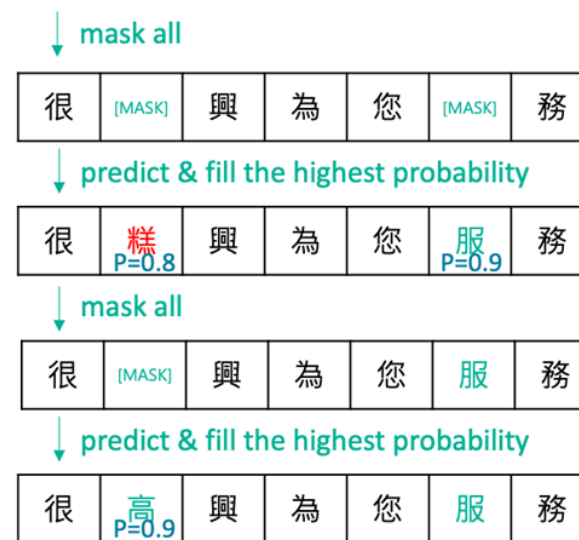 mask all
很 [MASK] 興 為 您 [MASK] 務
predict & fill the highest probability
很 糕 興 為 您 服 務
P=0.8 P=0.9
mask all
很 [MASK] 興 為 您 服 務
predict & fill the highest probability
很 高 興 為 您 服 務
P=0.9